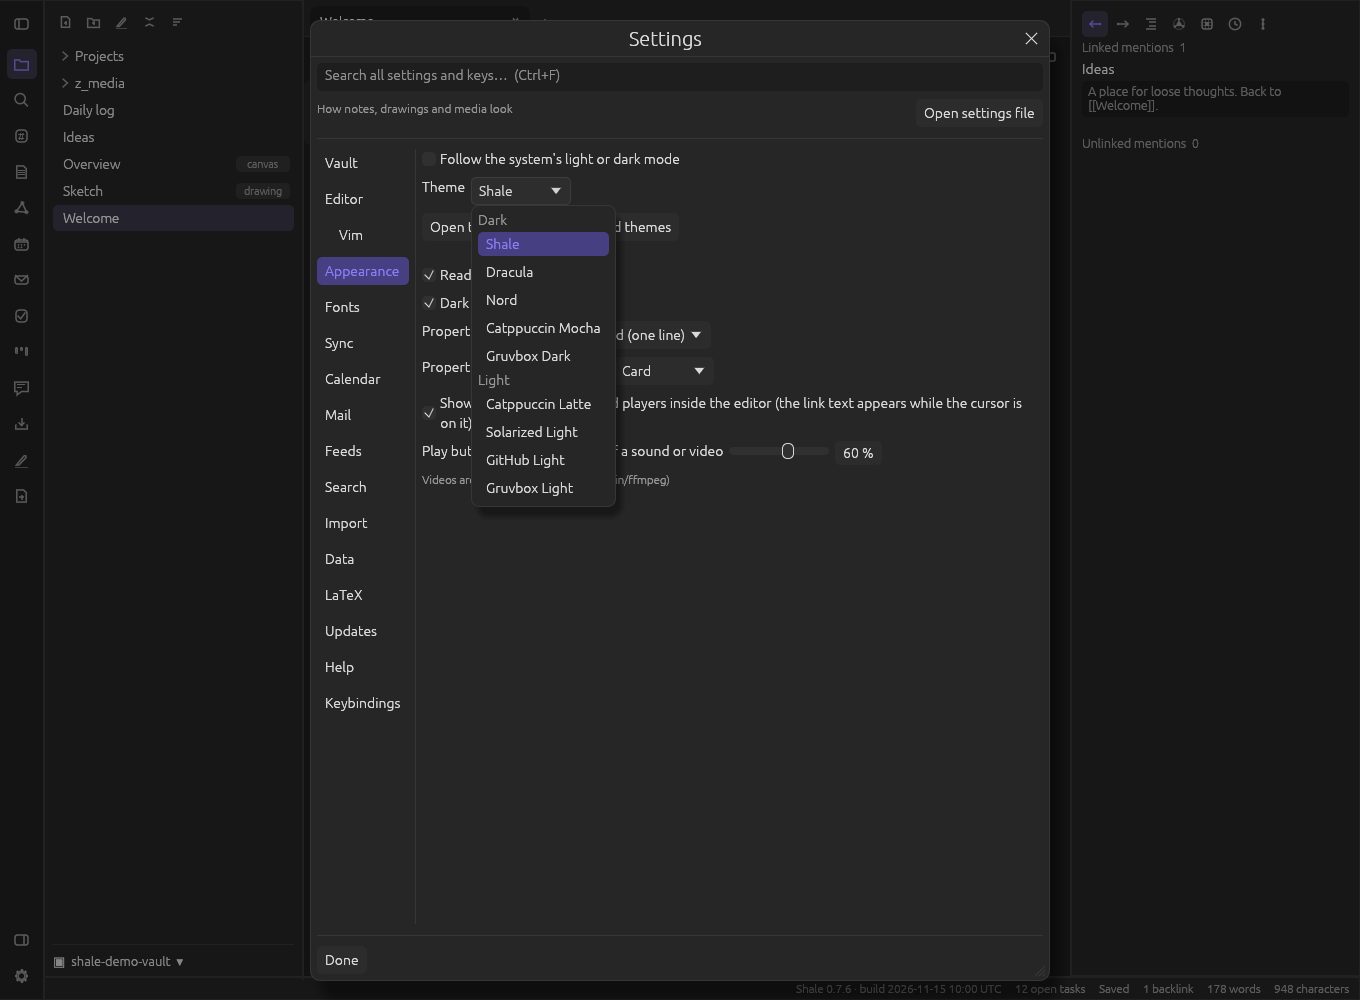 Welcome
Settings
Search all settings and keys... (Ctrl+F)
How notes, drawings and media look
Open settings file
Projects
z_media
Daily log
Ideas
Overview
canvas
Sketch
drawing
Welcome
shale-demo-vault
Vault
Editor
Vim
Appearance
Fonts
Sync
Calendar
Mail
Feeds
Search
Import
Data
LaTeX
Updates
Help
Keybindings
Follow the system's light or dark mode
Theme
Shale
Open
d themes
Dark
Shale
Dracula
Nord
Catppuccin Mocha
Gruvbox Dark
Light
Catppuccin Latte
Solarized Light
GitHub Light
Gruvbox Light
Read
Dark
Propert
d (one line)
Propert
Card
Show
d players inside the editor (the link text appears while the cursor is
on it)
Play but
f a sound or video
60 %
Videos are
in/ffmpeg)
Done
Linked mentions 1
Ideas
A place for loose thoughts. Back to
[[Welcome]].
Unlinked mentions 0
Shale 0.7.6 · build 2026-11-15 10:00 UTC
12 open tasks
Saved
1 backlink
178 words
948 characters